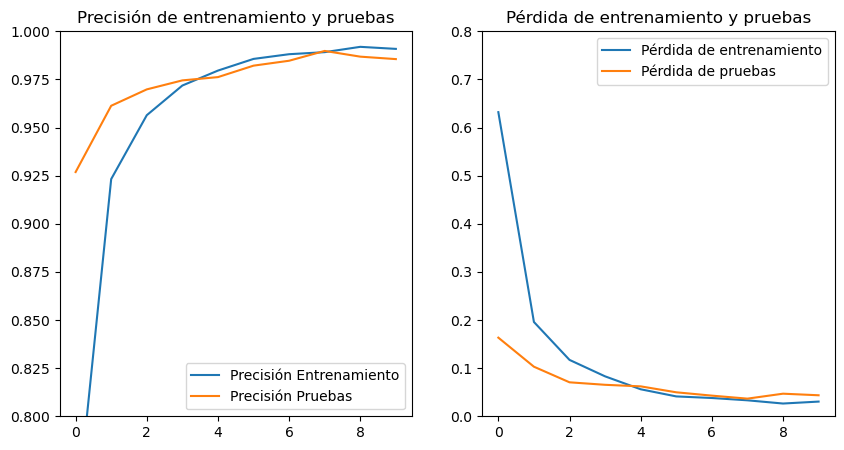 Precisión de entrenamiento y pruebas
1.000
0.975
0.950
0.925
0.900
0.875
0.850
0.825
0.800
0 2 4 6 8
Precisión Entrenamiento
Precisión Pruebas
Pérdida de entrenamiento y pruebas
0.8
0.7
0.6
0.5
0.4
0.3
0.2
0.1
0.0
0 2 4 6 8
Pérdida de entrenamiento
Pérdida de pruebas